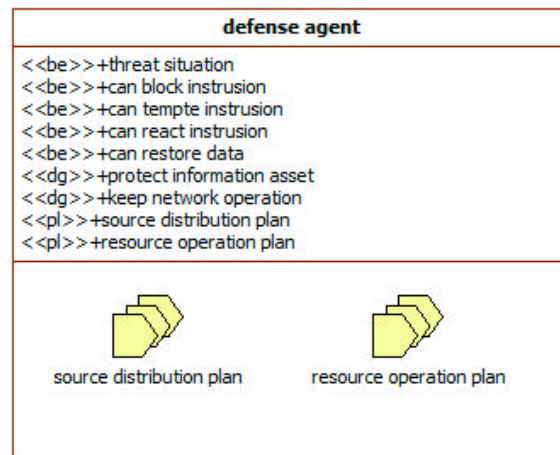 defense agent
<<be>>+threat situation
<<be>>+can block instrusion
<<be>>+can tempte instrusion
<<be>>+can react instrusion
<<be>>+can restore data
<<dg>>+protect information asset
<<dg>>+keep network operation
<<pl>>+source distribution plan
<<pl>>+resource operation plan
source distribution plan
resource operation plan